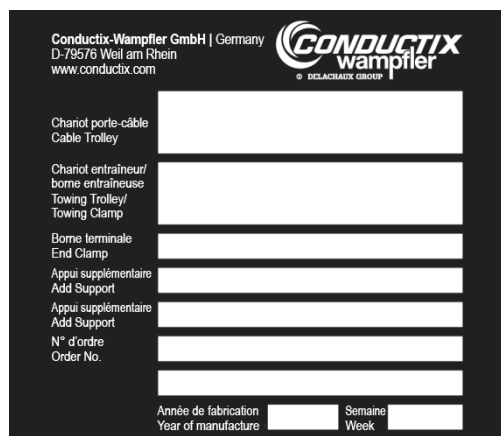 Conductix-Wampfler GmbH | Germany
D-79576 Weil am Rhein
www.conductix.com
CONDUCTIX
wampfler
DELACHAUX GROUP
Chariot porte-câble
Cable Trolley
Chariot entraîneur/
borne entraîneuse
Towing Trolley/
Towing Clamp
Borne terminale
End Clamp
Appui supplémentaire
Add Support
Appui supplémentaire
Add Support
N° d'ordre
Order No.
Année de fabrication
Year of manufacture
Semaine
Week